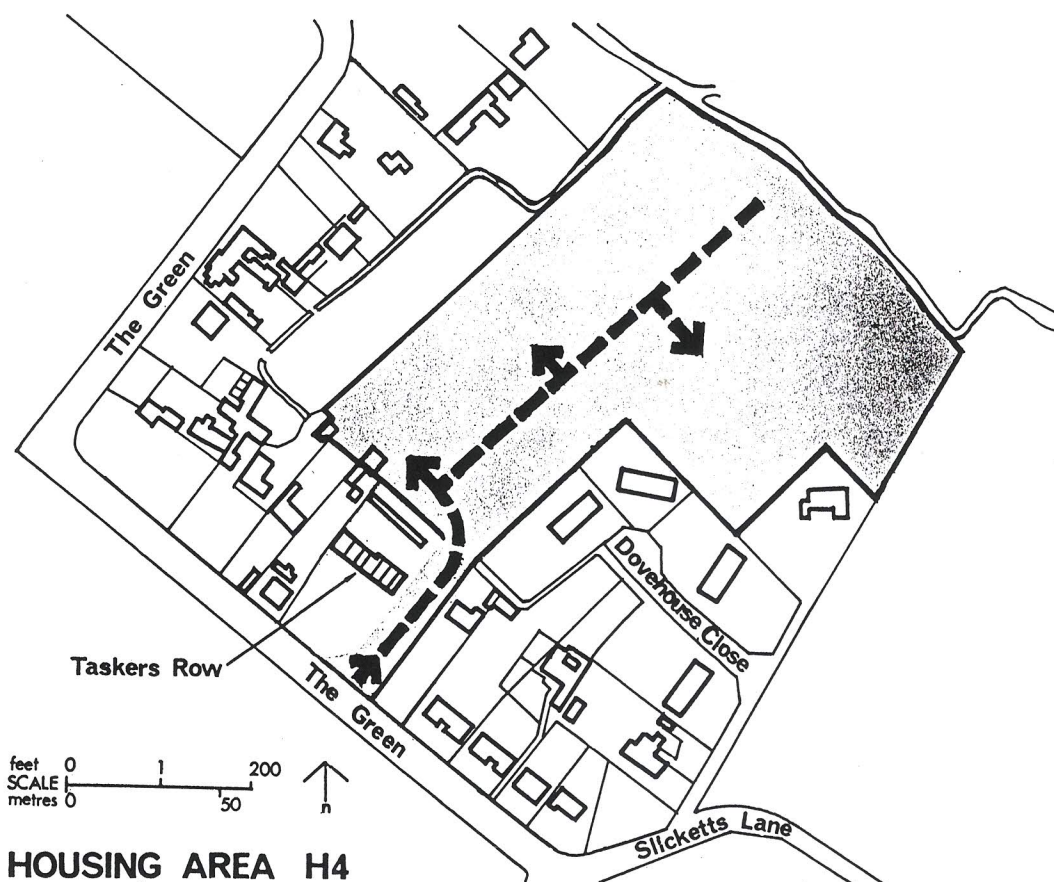 The Green
Dovehouse Close
Taskers Row
The Green
feet 0 1 200
SCALE
metres 0 50
n
Slicketts Lane
HOUSING AREA H4